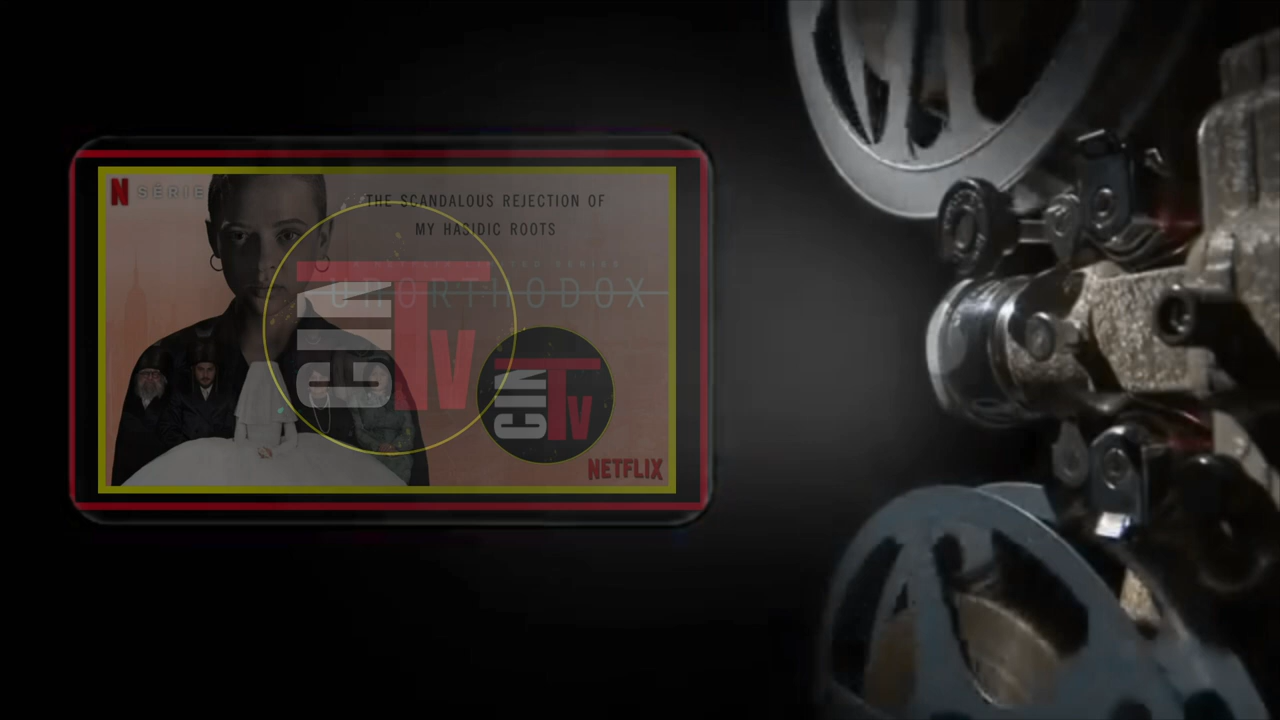 N SÉRIE
THE SCANDALOUS REJECTION OF
MY HASIDIC ROOTS
UNORTHODOX
CINTV
CINTV
NETFLIX